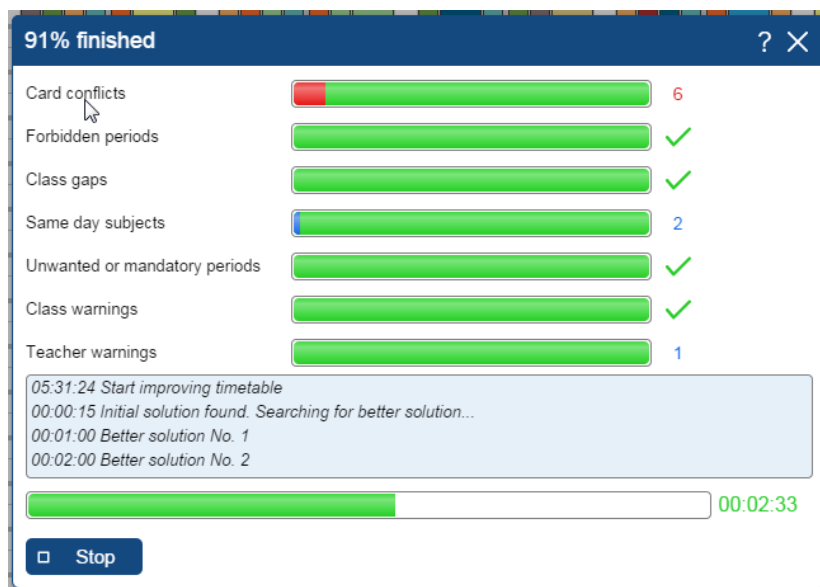 91% finished
?
Card conflicts 6
Forbidden periods
Class gaps
Same day subjects 2
Unwanted or mandatory periods
Class warnings
Teacher warnings 1
05:31:24 Start improving timetable
00:00:15 Initial solution found. Searching for better solution...
00:01:00 Better solution No. 1
00:02:00 Better solution No. 2
00:02:33
Stop